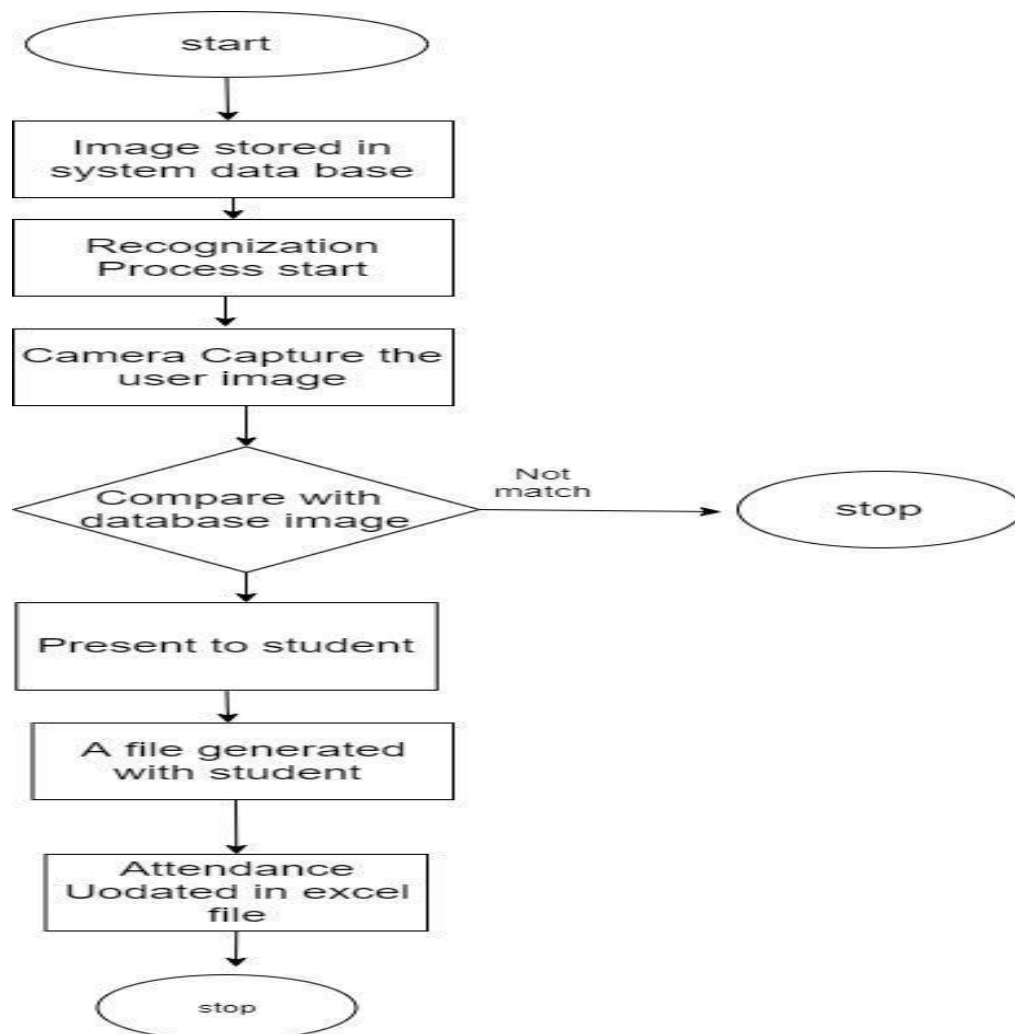 start
Image stored in
system data base
Recognization
Process start
Camera Capture the
user image
Compare with
database image
Not
match
stop
Present to student
A file generated
with student
Attendance
Uodated in excel
file
stop